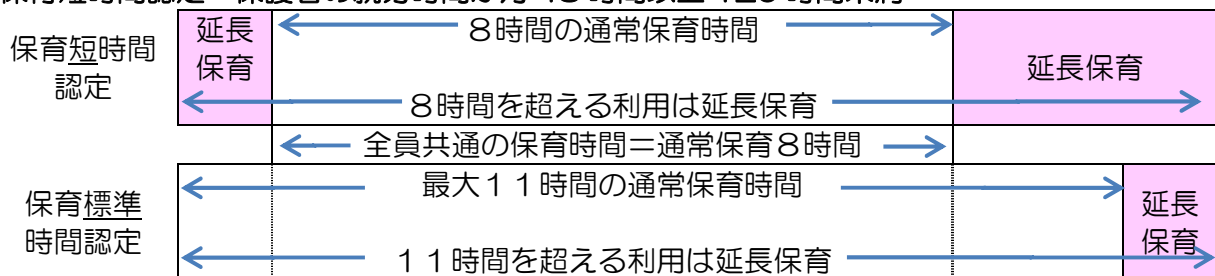 保育短時間
認定
延長
保育
8時間の通常保育時間
延長保育
8時間を超える利用は延長保育
全員共通の保育時間＝通常保育8時間
保育標準
時間認定
最大11時間の通常保育時間
延長
保育
11時間を超える利用は延長保育